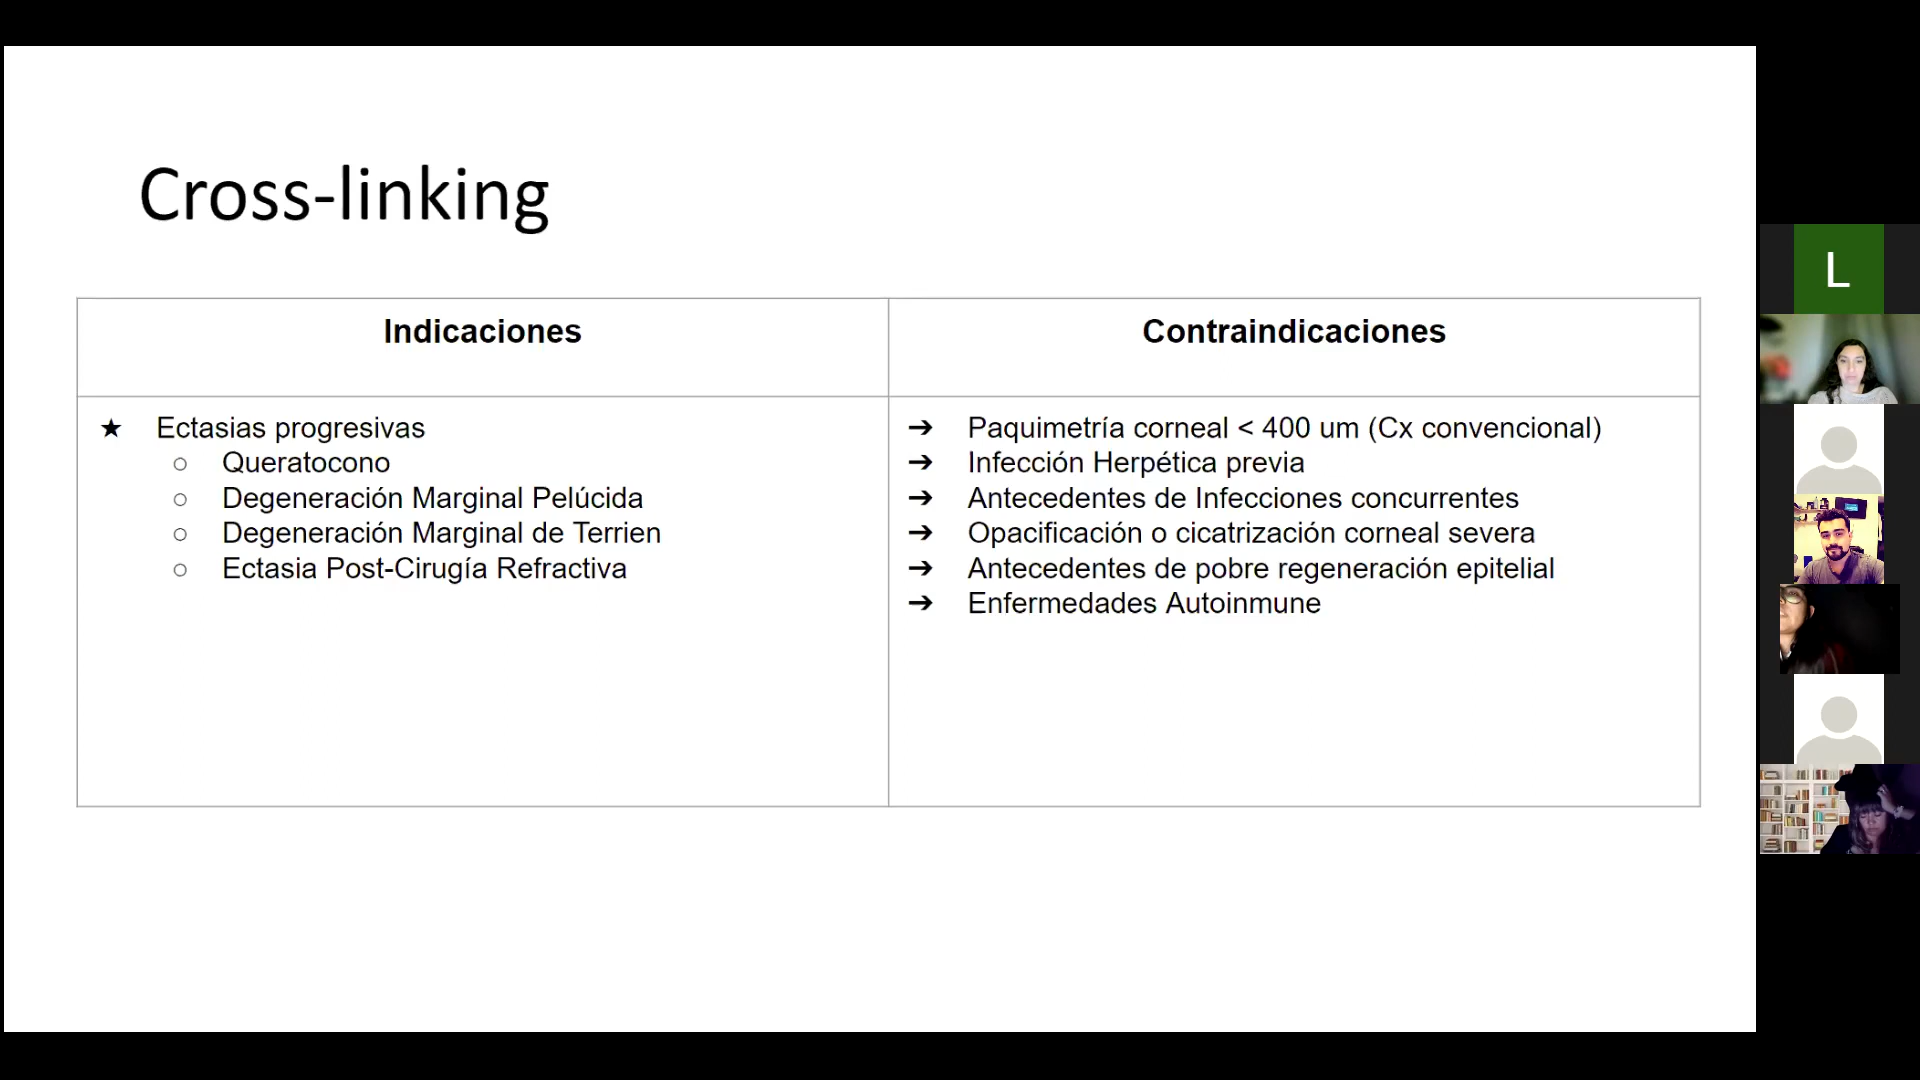 Cross-linking
Indicaciones
Contraindicaciones
★ Ectasias progresivas
○ Queratocono
○ Degeneración Marginal Pelúcida
○ Degeneración Marginal de Terrien
○ Ectasia Post-Cirugía Refractiva
➔ Paquimetría corneal < 400 um (Cx convencional)
➔ Infección Herpética previa
➔ Antecedentes de Infecciones concurrentes
➔ Opacificación o cicatrización corneal severa
➔ Antecedentes de pobre regeneración epitelial
➔ Enfermedades Autoinmune
L